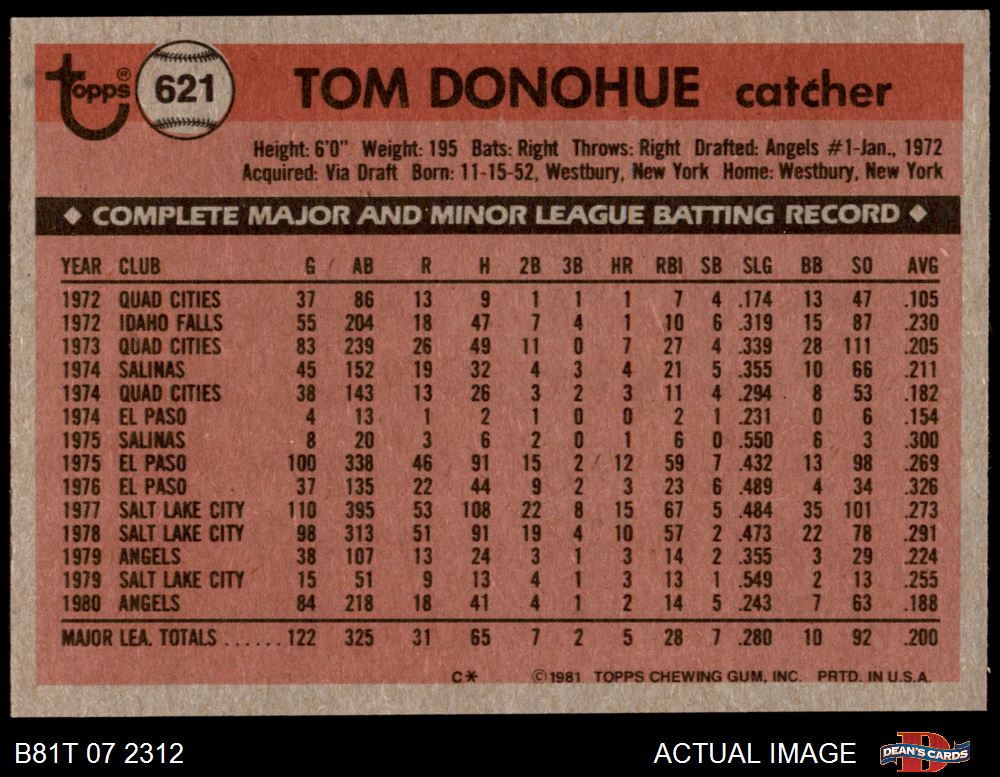 topps® 621 TOM DONOHUE catcher
Height: 6'0" Weight: 195 Bats: Right Throws: Right Drafted: Angels #1-Jan., 1972
Acquired: Via Draft Born: 11-15-52, Westbury, New York Home: Westbury, New York
◆ COMPLETE MAJOR AND MINOR LEAGUE BATTING RECORD ◆
YEAR CLUB G AB R H 2B 3B HR RBI SB SLG BB SO AVG
1972 QUAD CITIES 37 86 13 9 1 1 1 7 4 .174 13 47 .105
1972 IDAHO FALLS 55 204 18 47 7 4 1 10 6 .319 15 87 .230
1973 QUAD CITIES 83 239 26 49 11 0 7 27 4 .339 28 111 .205
1974 SALINAS 45 152 19 32 4 3 4 21 5 .355 10 66 .211
1974 QUAD CITIES 38 143 13 26 3 2 3 11 4 .294 8 53 .182
1974 EL PASO 4 13 1 2 1 0 0 2 1 .231 0 6 .154
1975 SALINAS 8 20 3 6 2 0 1 6 0 .550 6 3 .300
1975 EL PASO 100 338 46 91 15 2 12 59 7 .432 13 98 .269
1976 EL PASO 37 135 22 44 9 2 3 23 6 .489 4 34 .326
1977 SALT LAKE CITY 110 395 53 108 22 8 15 67 5 .484 35 101 .273
1978 SALT LAKE CITY 98 313 51 91 19 4 10 57 2 .473 22 78 .291
1979 ANGELS 38 107 13 24 3 1 3 14 2 .355 3 29 .224
1979 SALT LAKE CITY 15 51 9 13 4 1 3 13 1 .549 2 13 .255
1980 ANGELS 84 218 18 41 4 1 2 14 5 .243 7 63 .188
MAJOR LEA. TOTALS ...... 122 325 31 65 7 2 5 28 7 .280 10 92 .200
C* ©1981 TOPPS CHEWING GUM, INC. PRTD. IN U.S.A.
B81T 07 2312 ACTUAL IMAGE DEAN'S CARDS